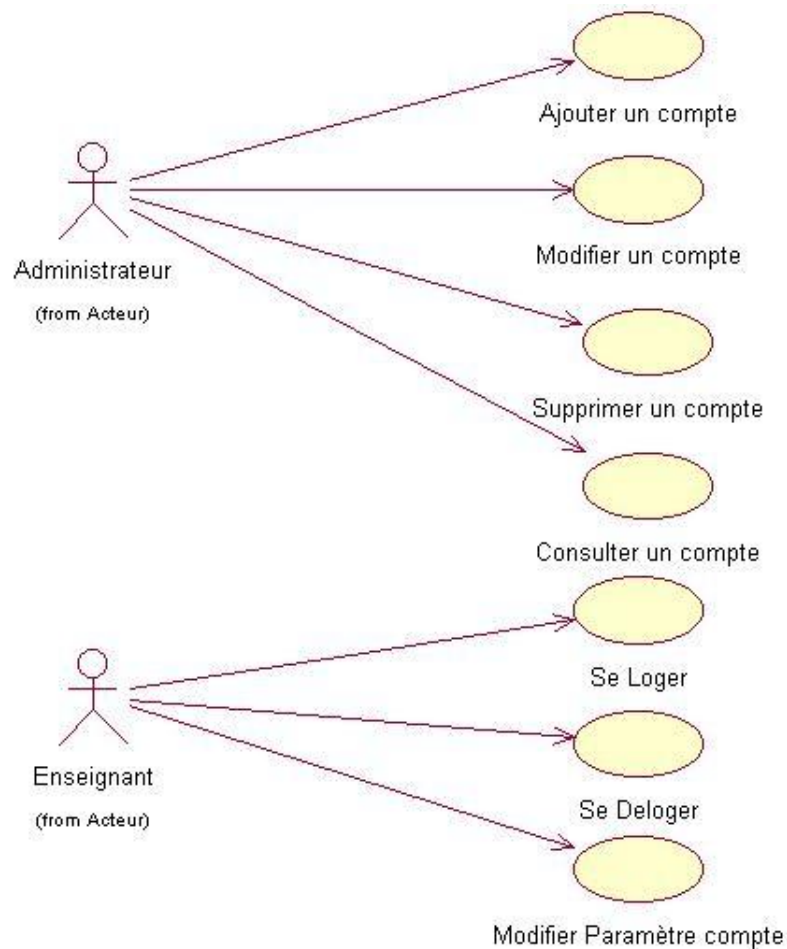 Ajouter un compte
Administrateur
(from Acteur)
Modifier un compte
Supprimer un compte
Consulter un compte
Se Loger
Enseignant
(from Acteur)
Se Deloger
Modifier Paramètre compte